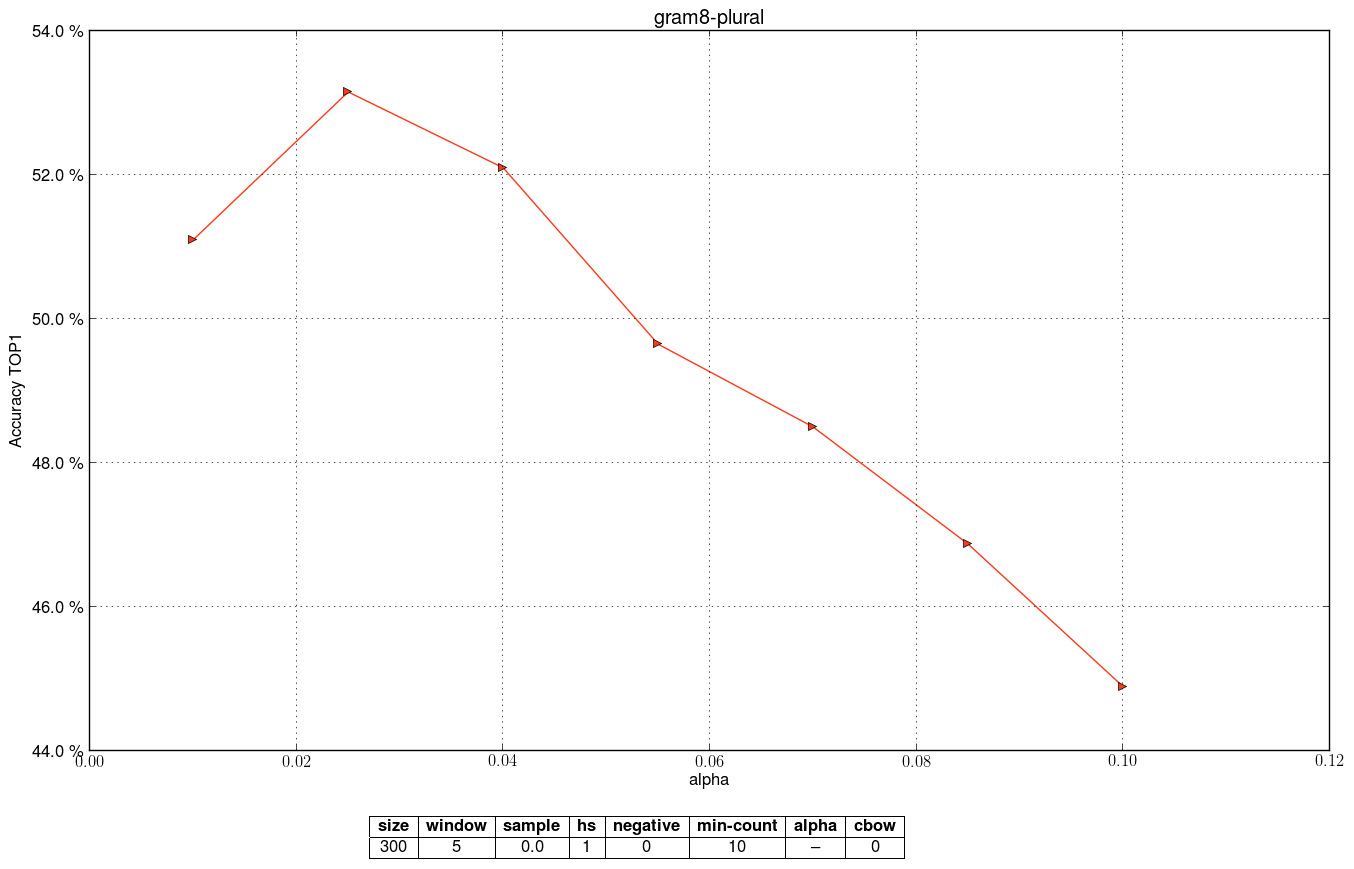 gram8-plural
54.0 %
52.0 %
50.0 %
48.0 %
46.0 %
44.0 %
Accuracy TOP1
0.00 0.02 0.04 0.06 0.08 0.10 0.12
alpha
size window sample hs negative min-count alpha cbow
300 5 0.0 1 0 10 – 0